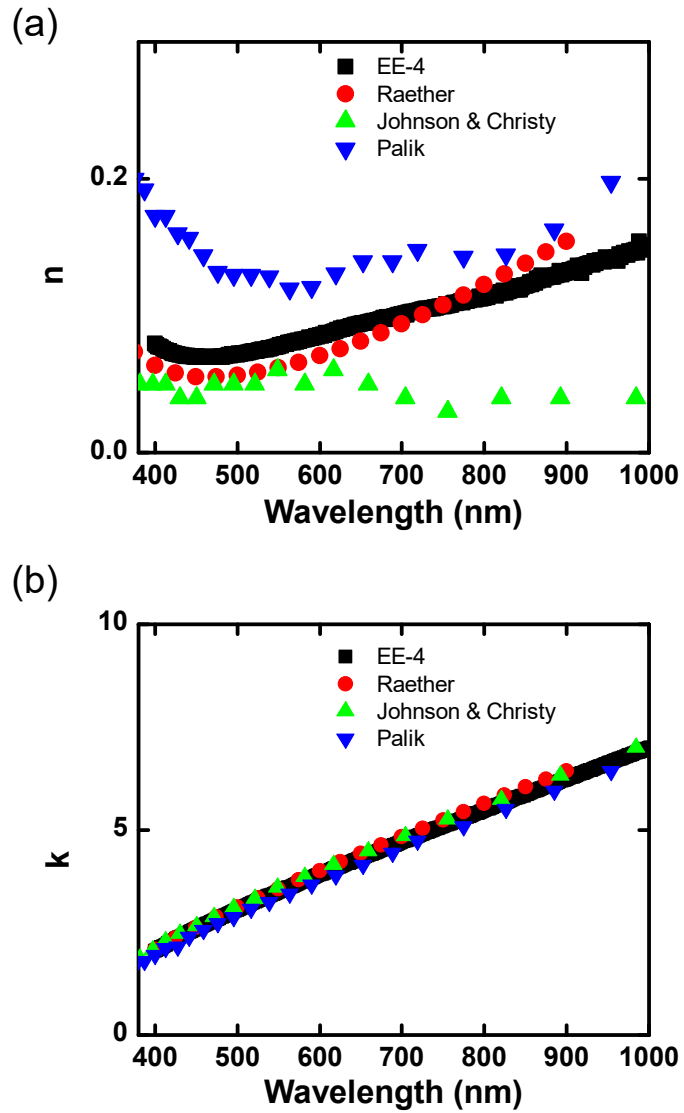 (a)
EE-4
Raether
Johnson & Christy
Palik
0.2
n
0.0
400 500 600 700 800 900 1000
Wavelength (nm)
(b)
10
EE-4
Raether
Johnson & Christy
Palik
5
k
0
400 500 600 700 800 900 1000
Wavelength (nm)